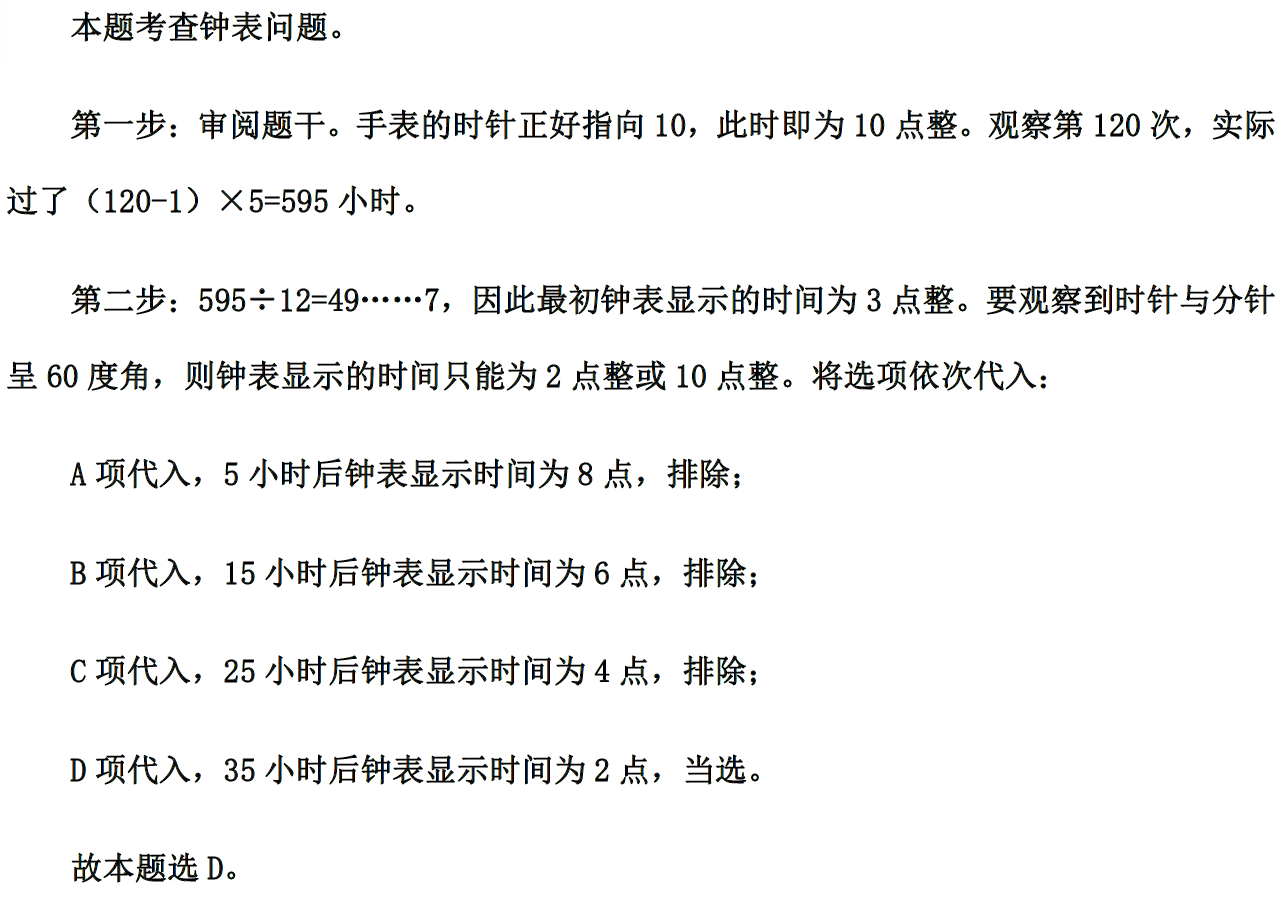 本题考查钟表问题。
第一步：审阅题干。手表的时针正好指向 10，此时即为 10 点整。观察第 120 次，实际
过了（120-1）×5=595 小时。
第二步：595÷12=49……7，因此最初钟表显示的时间为 3 点整。要观察到时针与分针
呈 60 度角，则钟表显示的时间只能为 2 点整或 10 点整。将选项依次代入：
A 项代入，5 小时后钟表显示时间为 8 点，排除；
B 项代入，15 小时后钟表显示时间为 6 点，排除；
C 项代入，25 小时后钟表显示时间为 4 点，排除；
D 项代入，35 小时后钟表显示时间为 2 点，当选。
故本题选 D。